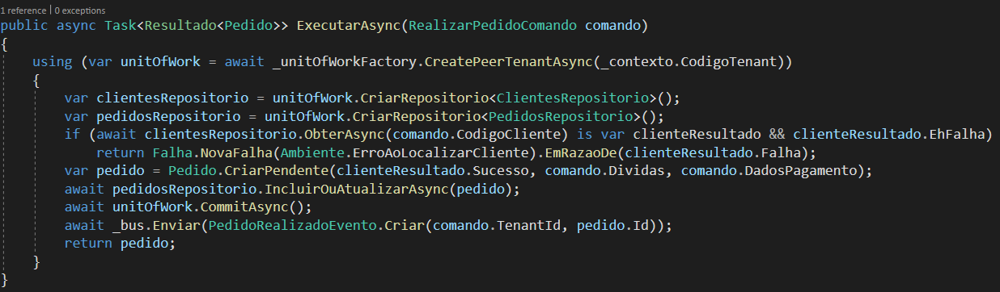 1 reference | 0 exceptions
public async Task<Resultado<Pedido>> ExecutarAsync(RealizarPedidoComando comando)
{
    using (var unitOfWork = await _unitOfWorkFactory.CreatePeerTenantAsync(_contexto.CodigoTenant))
    {
        var clientesRepositorio = unitOfWork.CriarRepositorio<ClientesRepositorio>();
        var pedidosRepositorio = unitOfWork.CriarRepositorio<PedidosRepositorio>();
        if (await clientesRepositorio.ObterAsync(comando.CodigoCliente) is var clienteResultado && clienteResultado.EhFalha)
            return Falha.NovaFalha(Ambiente.ErroAoLocalizarCliente).EmRazaoDe(clienteResultado.Falha);
        var pedido = Pedido.CriarPendente(clienteResultado.Sucesso, comando.Dividas, comando.DadosPagamento);
        await pedidosRepositorio.IncluirOuAtualizarAsync(pedido);
        await unitOfWork.CommitAsync();
        await _bus.Enviar(PedidoRealizadoEvento.Criar(comando.TenantId, pedido.Id));
        return pedido;
    }
}